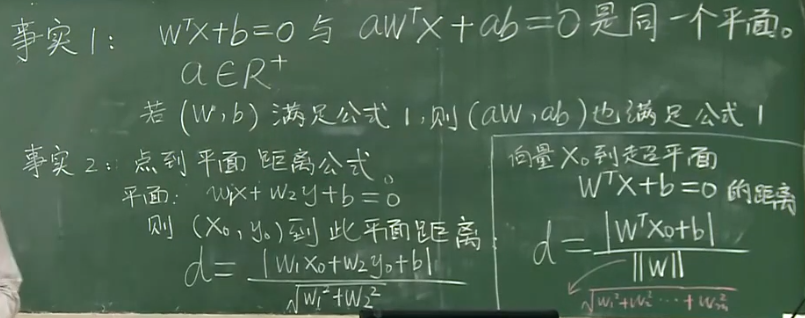 事实1: wᵀx+b=0 与 awᵀx+ab=0 是同一个平面。
a∈R⁺
若(w,b)满足公式1,则(aw,ab)也满足公式1
事实2: 点到平面距离公式。
平面: w₁x+w₂y+b=0
则(x₀,y₀)到此平面距离:
d=|w₁x₀+w₂y₀+b|/√w₁²+w₂²
向量x₀到超平面
wᵀx+b=0的距离
d=|wᵀx₀+b|/||w||
√w₁²+w₂²…+wₘ²